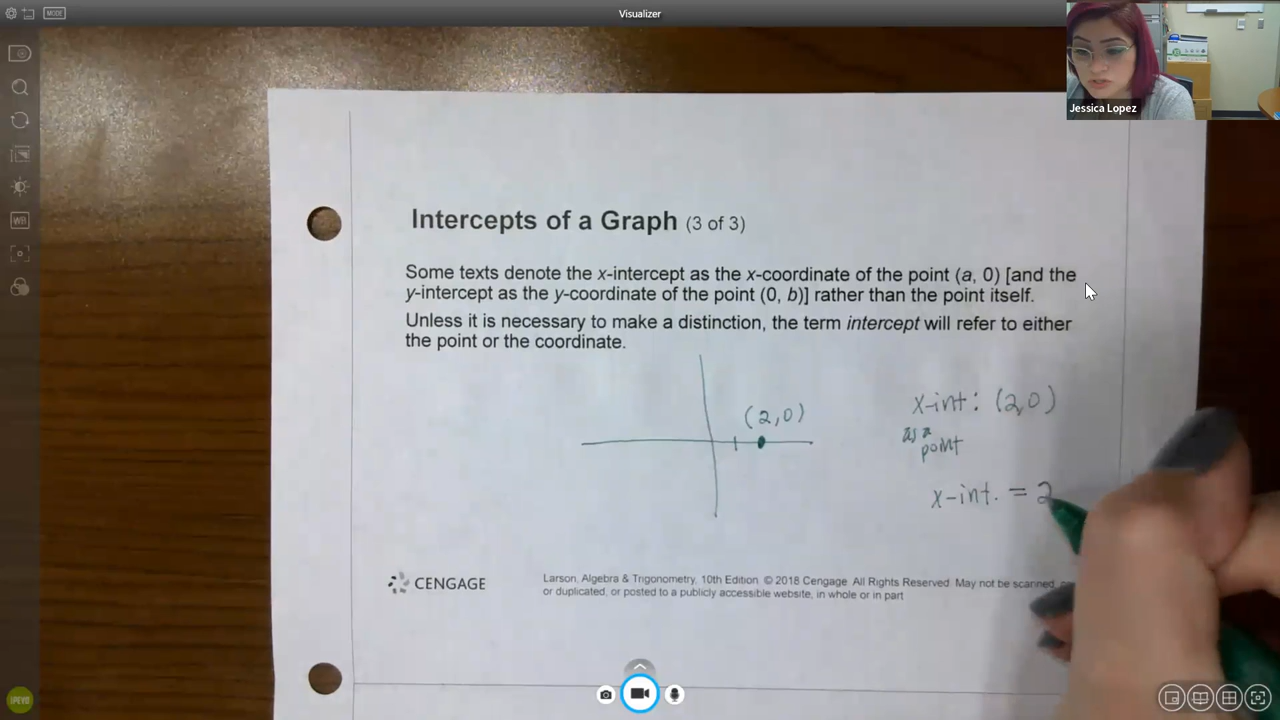 MODE
Visualizer
Jessica Lopez
WB
Intercepts of a Graph (3 of 3)
Some texts denote the x-intercept as the x-coordinate of the point (a, 0) [and the
y-intercept as the y-coordinate of the point (0, b)] rather than the point itself.
Unless it is necessary to make a distinction, the term intercept will refer to either
the point or the coordinate.
(2,0)
x-int: (2,0)
as a
point
x-int. = 2
CENGAGE
Larson, Algebra & Trigonometry, 10th Edition. © 2018 Cengage. All Rights Reserved. May not be scanned,
or duplicated, or posted to a publicly accessible website, in whole or in part
IPEVO